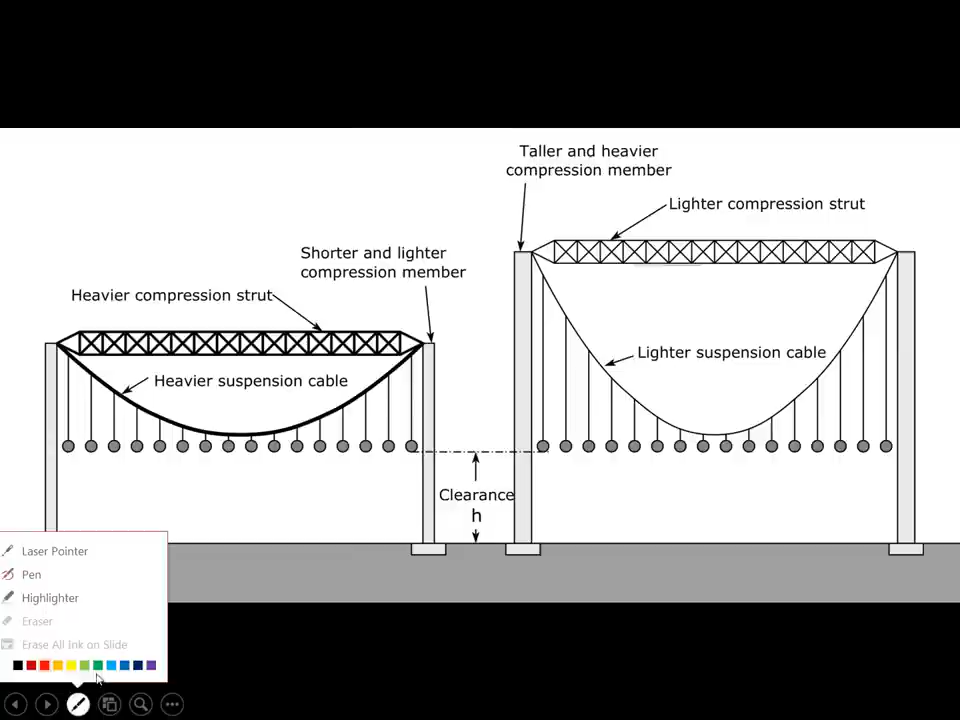 Taller and heavier
compression member
Lighter compression strut
Shorter and lighter
compression member
Heavier compression strut
Lighter suspension cable
Heavier suspension cable
Clearance
h
Laser Pointer
Pen
Highlighter
Eraser
Erase All Ink on Slide